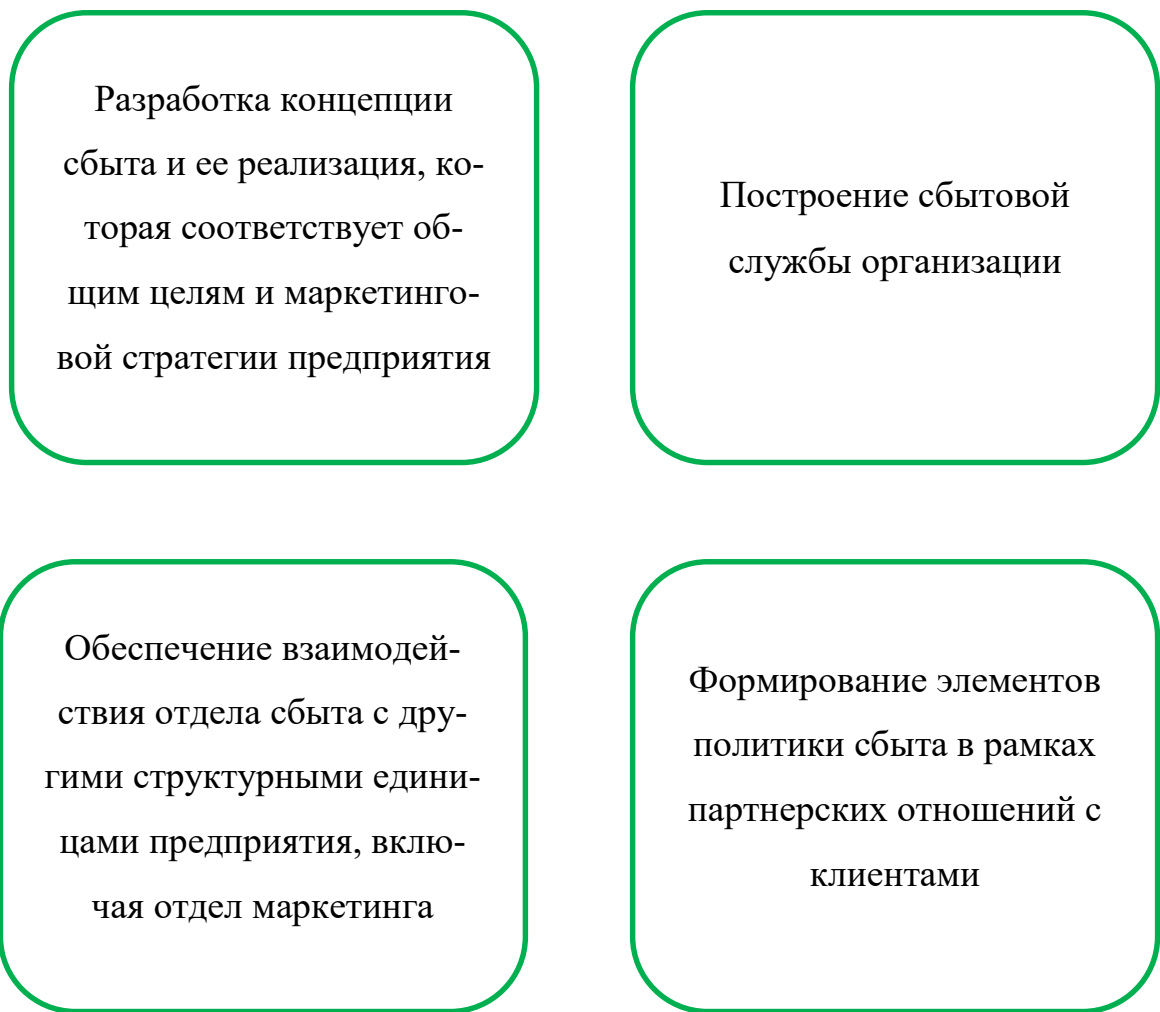 Разработка концепции
сбыта и ее реализация, ко-
торая соответствует об-
щим целям и маркетинго-
вой стратегии предприятия
Построение сбытовой
службы организации
Обеспечение взаимодей-
ствия отдела сбыта с дру-
гими структурными едини-
цами предприятия, вклю-
чая отдел маркетинга
Формирование элементов
политики сбыта в рамках
партнерских отношений с
клиентами